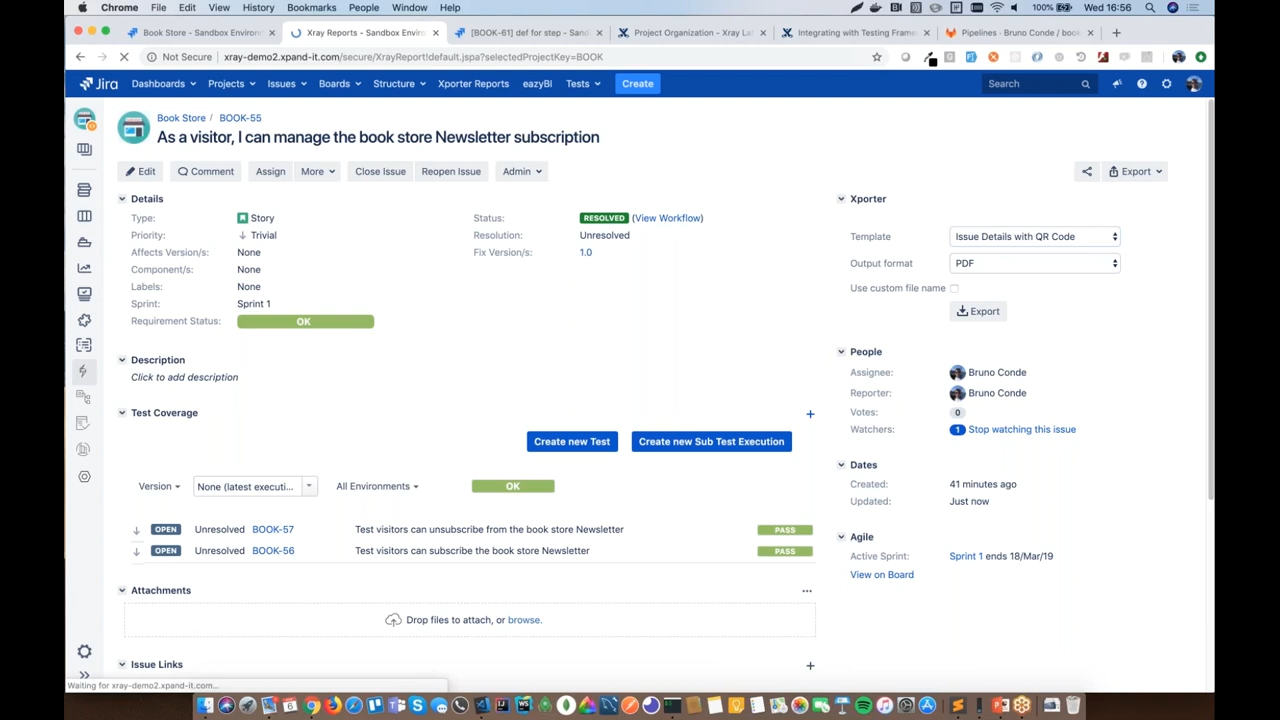 Chrome File Edit View History Bookmarks People Window Help 100% Wed 16:56
Book Store - Sandbox Environ × Xray Reports - Sandbox Enviro × [BOOK-61] def for step - Sand × Project Organization - Xray Lab × Integrating with Testing Fram × Pipelines · Bruno Conde / book ×
Not Secure xray-demo2.xpand-it.com/secure/XrayReport!default.jspa?selectedProjectKey=BOOK
Jira Dashboards Projects Issues Boards Structure Xporter Reports eazyBI Tests Create Search
Book Store / BOOK-55
As a visitor, I can manage the book store Newsletter subscription
Edit Comment Assign More Close Issue Reopen Issue Admin Export
Details
Type: Story
Status: RESOLVED (View Workflow)
Priority: Trivial
Resolution: Unresolved
Affects Version/s: None
Fix Version/s: 1.0
Component/s: None
Labels: None
Sprint: Sprint 1
Requirement Status: OK
Description
Click to add description
Test Coverage
Create new Test Create new Sub Test Execution
Version None (latest executi... All Environments OK
OPEN Unresolved BOOK-57 Test visitors can unsubscribe from the book store Newsletter PASS
OPEN Unresolved BOOK-56 Test visitors can subscribe the book store Newsletter PASS
Attachments
Drop files to attach, or browse.
Issue Links
Xporter
Template Issue Details with QR Code
Output format PDF
Use custom file name
Export
People
Assignee: Bruno Conde
Reporter: Bruno Conde
Votes: 0
Watchers: 1 Stop watching this issue
Dates
Created: 41 minutes ago
Updated: Just now
Agile
Active Sprint: Sprint 1 ends 18/Mar/19
View on Board
Waiting for xray-demo2.xpand-it.com...